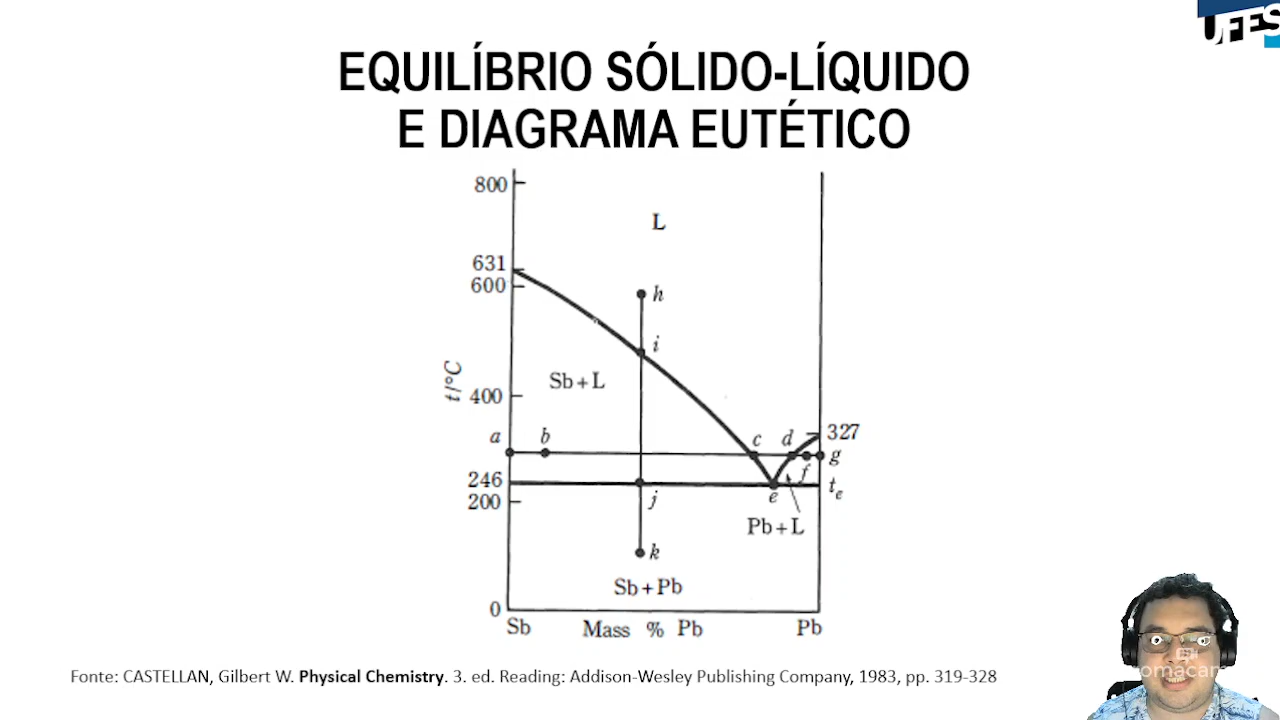 UFES
EQUILÍBRIO SÓLIDO-LÍQUIDO
E DIAGRAMA EUTÉTICO
800
L
631
600
h
i
t/°C
Sb+L
400
a
b
c
d
327
f
g
246
200
j
e
t_e
Pb+L
k
Sb+Pb
0
Sb
Mass % Pb
Pb
Fonte: CASTELLAN, Gilbert W. Physical Chemistry. 3. ed. Reading: Addison-Wesley Publishing Company, 1983, pp. 319-328